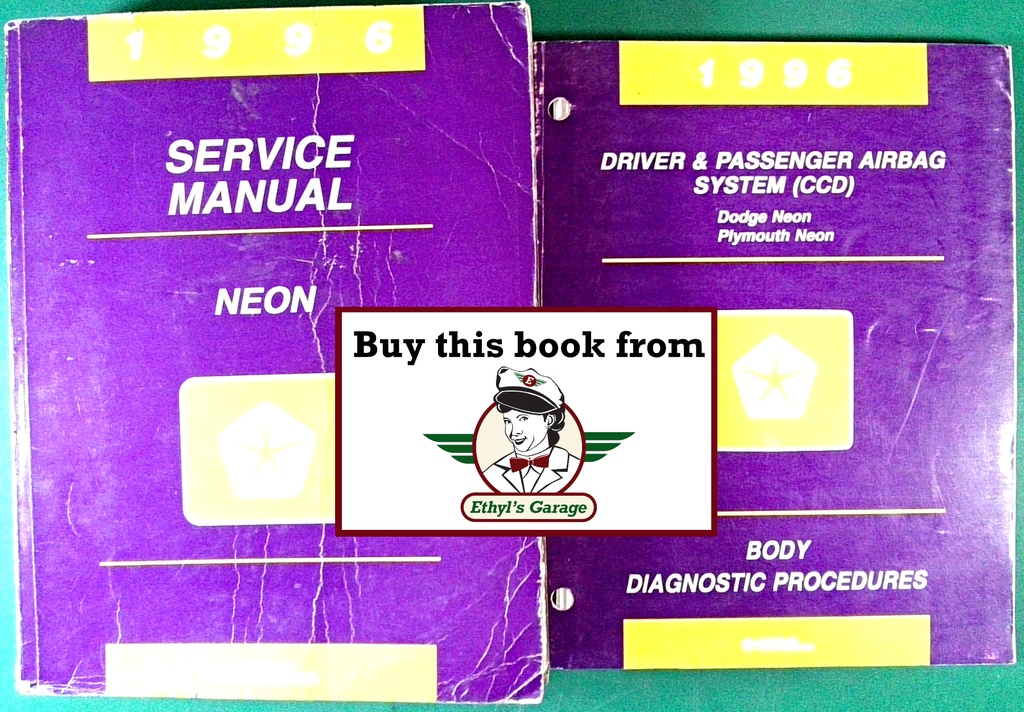 1 9 9 6
SERVICE
MANUAL
NEON
1 9 9 6
DRIVER & PASSENGER AIRBAG
SYSTEM (CCD)
Dodge Neon
Plymouth Neon
BODY
DIAGNOSTIC PROCEDURES
Buy this book from
E
Ethyl's Garage